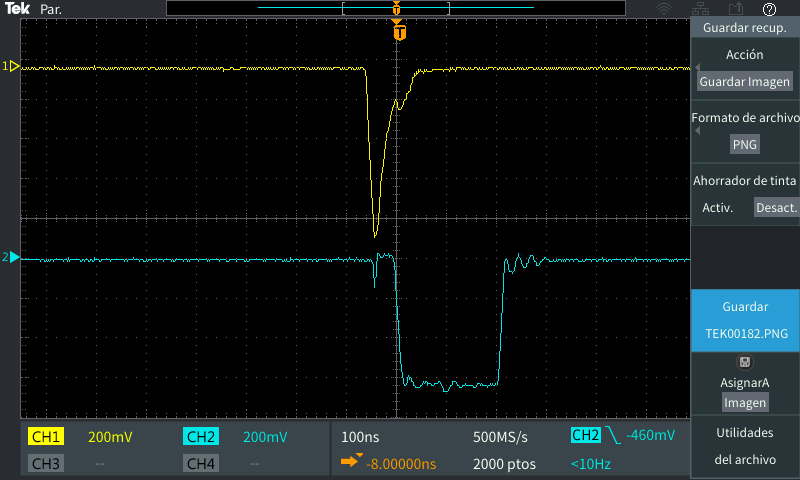 Tek Par.
T
T
?
1
2
Guardar recup.
Acción
Guardar Imagen
Formato de archivo
PNG
Ahorrador de tinta
Activ. Desact.
Guardar
TEK00182.PNG
AsignarA
Imagen
Utilidades
del archivo
CH1 200mV CH2 200mV 100ns 500MS/s CH2 -460mV
CH3 -- CH4 -- -8.00000ns 2000 ptos <10Hz